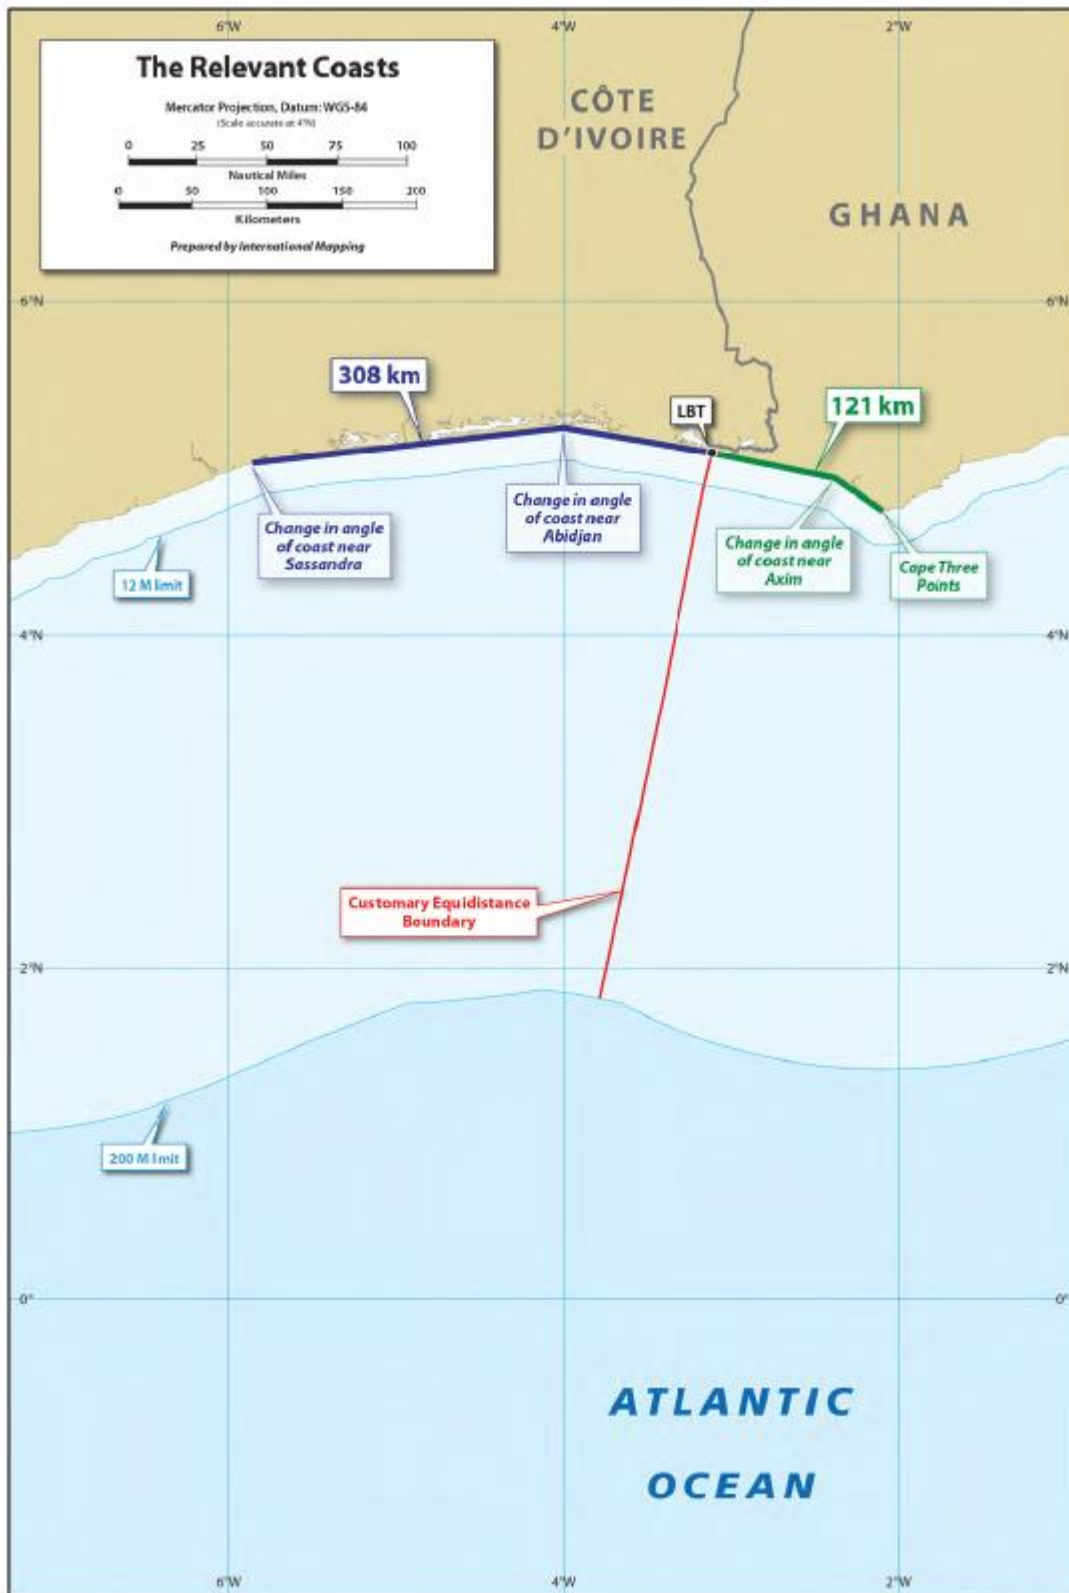 6°W
4°W
2°W
The Relevant Coasts
Mercator Projection, Datum: WGS-84
(Scale accurate at 4°N)
0 25 50 75 100
Nautical Miles
0 50 100 150 200
Kilometers
Prepared by International Mapping
CÔTE
D'IVOIRE
GHANA
6°N
6°N
308 km
LBT
121 km
Change in angle
of coast near
Sassandra
Change in angle
of coast near
Abidjan
Change in angle
of coast near
Axim
Cape Three
Points
12 M limit
4°N
4°N
Customary Equidistance
Boundary
2°N
2°N
200 M limit
0°
0°
ATLANTIC
OCEAN
6°W
4°W
2°W